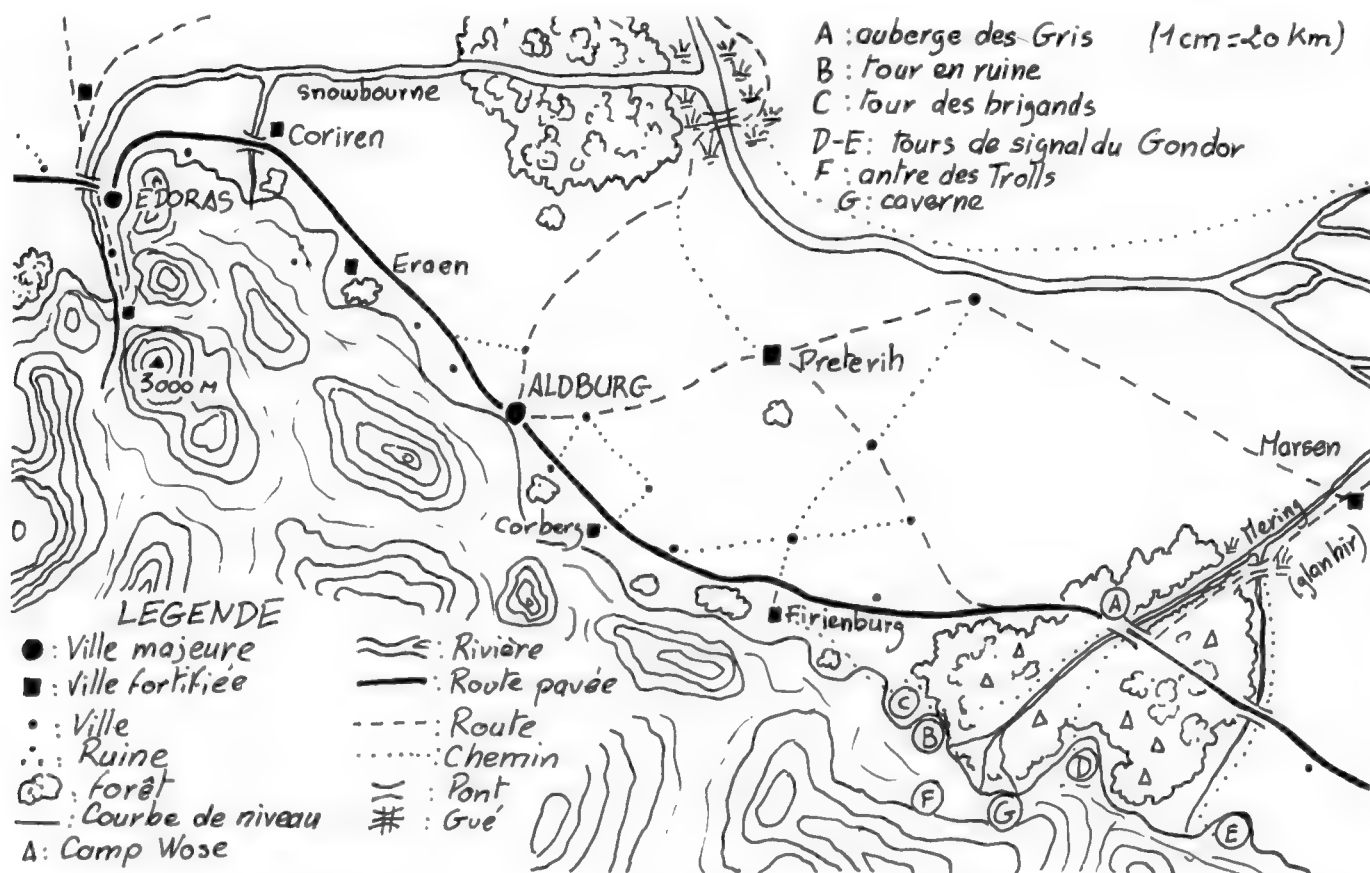 A : auberge des Gris (1 cm = 20 Km)
B : tour en ruine
C : tour des brigands
D-E : tours de signal du Gondor
F : antre des Trolls
G : caverne
Snowbourne
Coriren
EDORAS
Eraen
3000 M
ALDBURG
Preterih
Marsen
Corberg
Mering
(glanhir)
Firienburg
A
C
B
D
F
G
E
LEGENDE
: Ville majeure
: Ville fortifiée
: Ville
: Ruine
: Forêt
: Courbe de niveau
: Camp Wose
: Rivière
: Route pavée
: Route
: Chemin
: Pont
: Gué